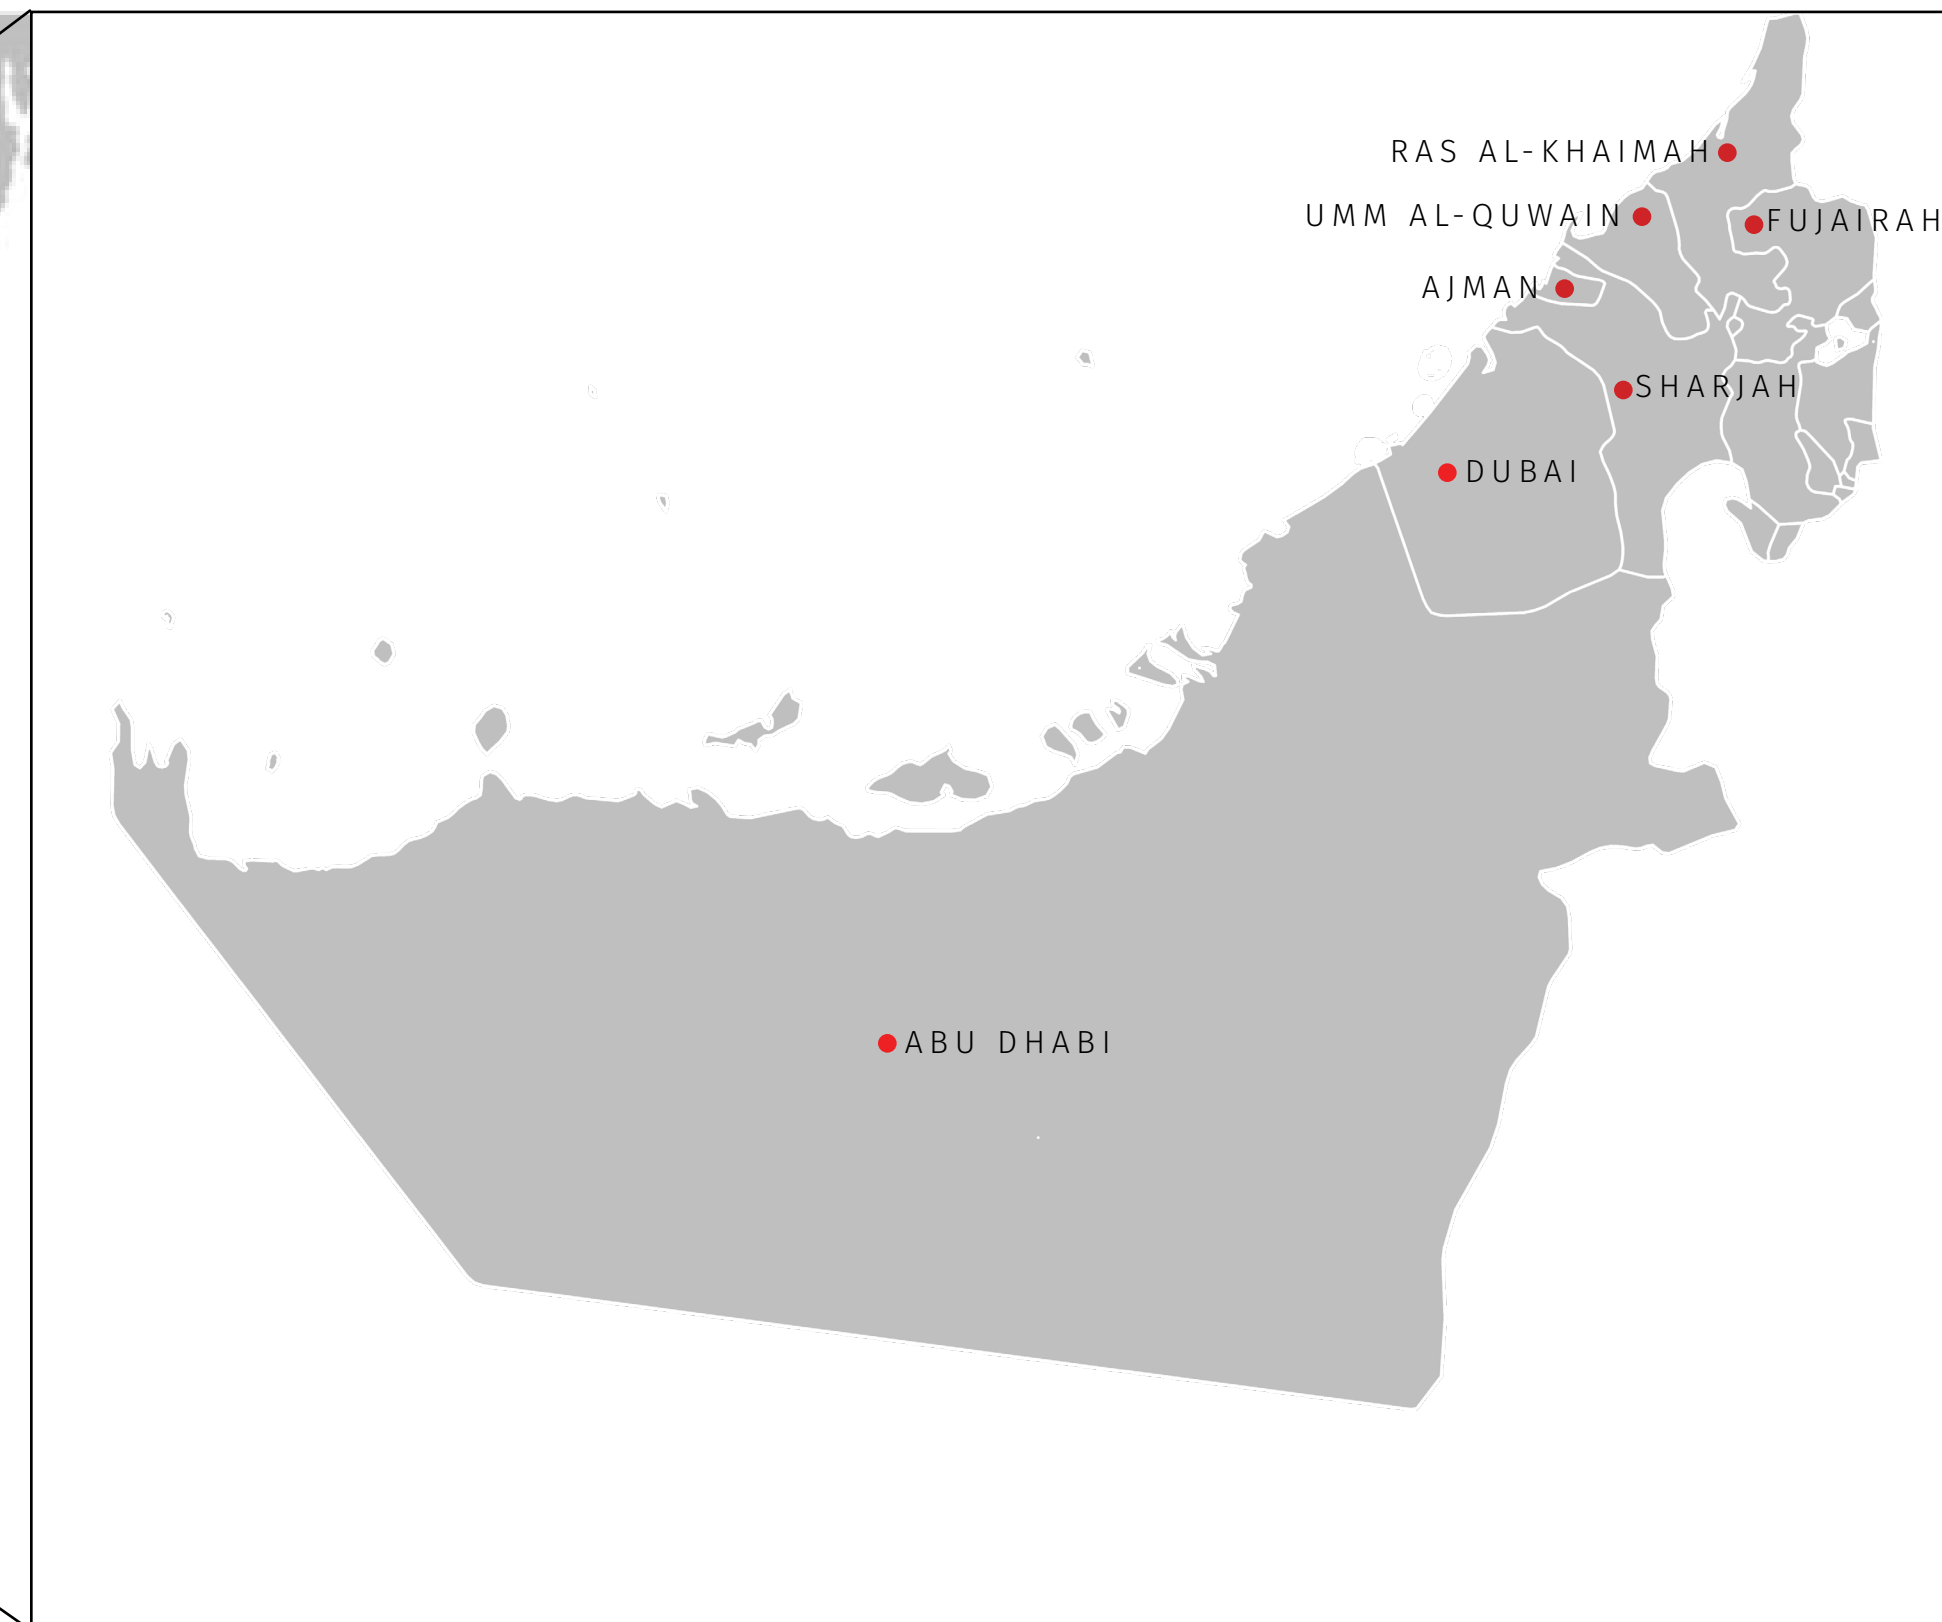 RAS AL-KHAIMAH
UMM AL-QUWAIN
FUJAIRAH
AJMAN
SHARJAH
DUBAI
ABU DHABI